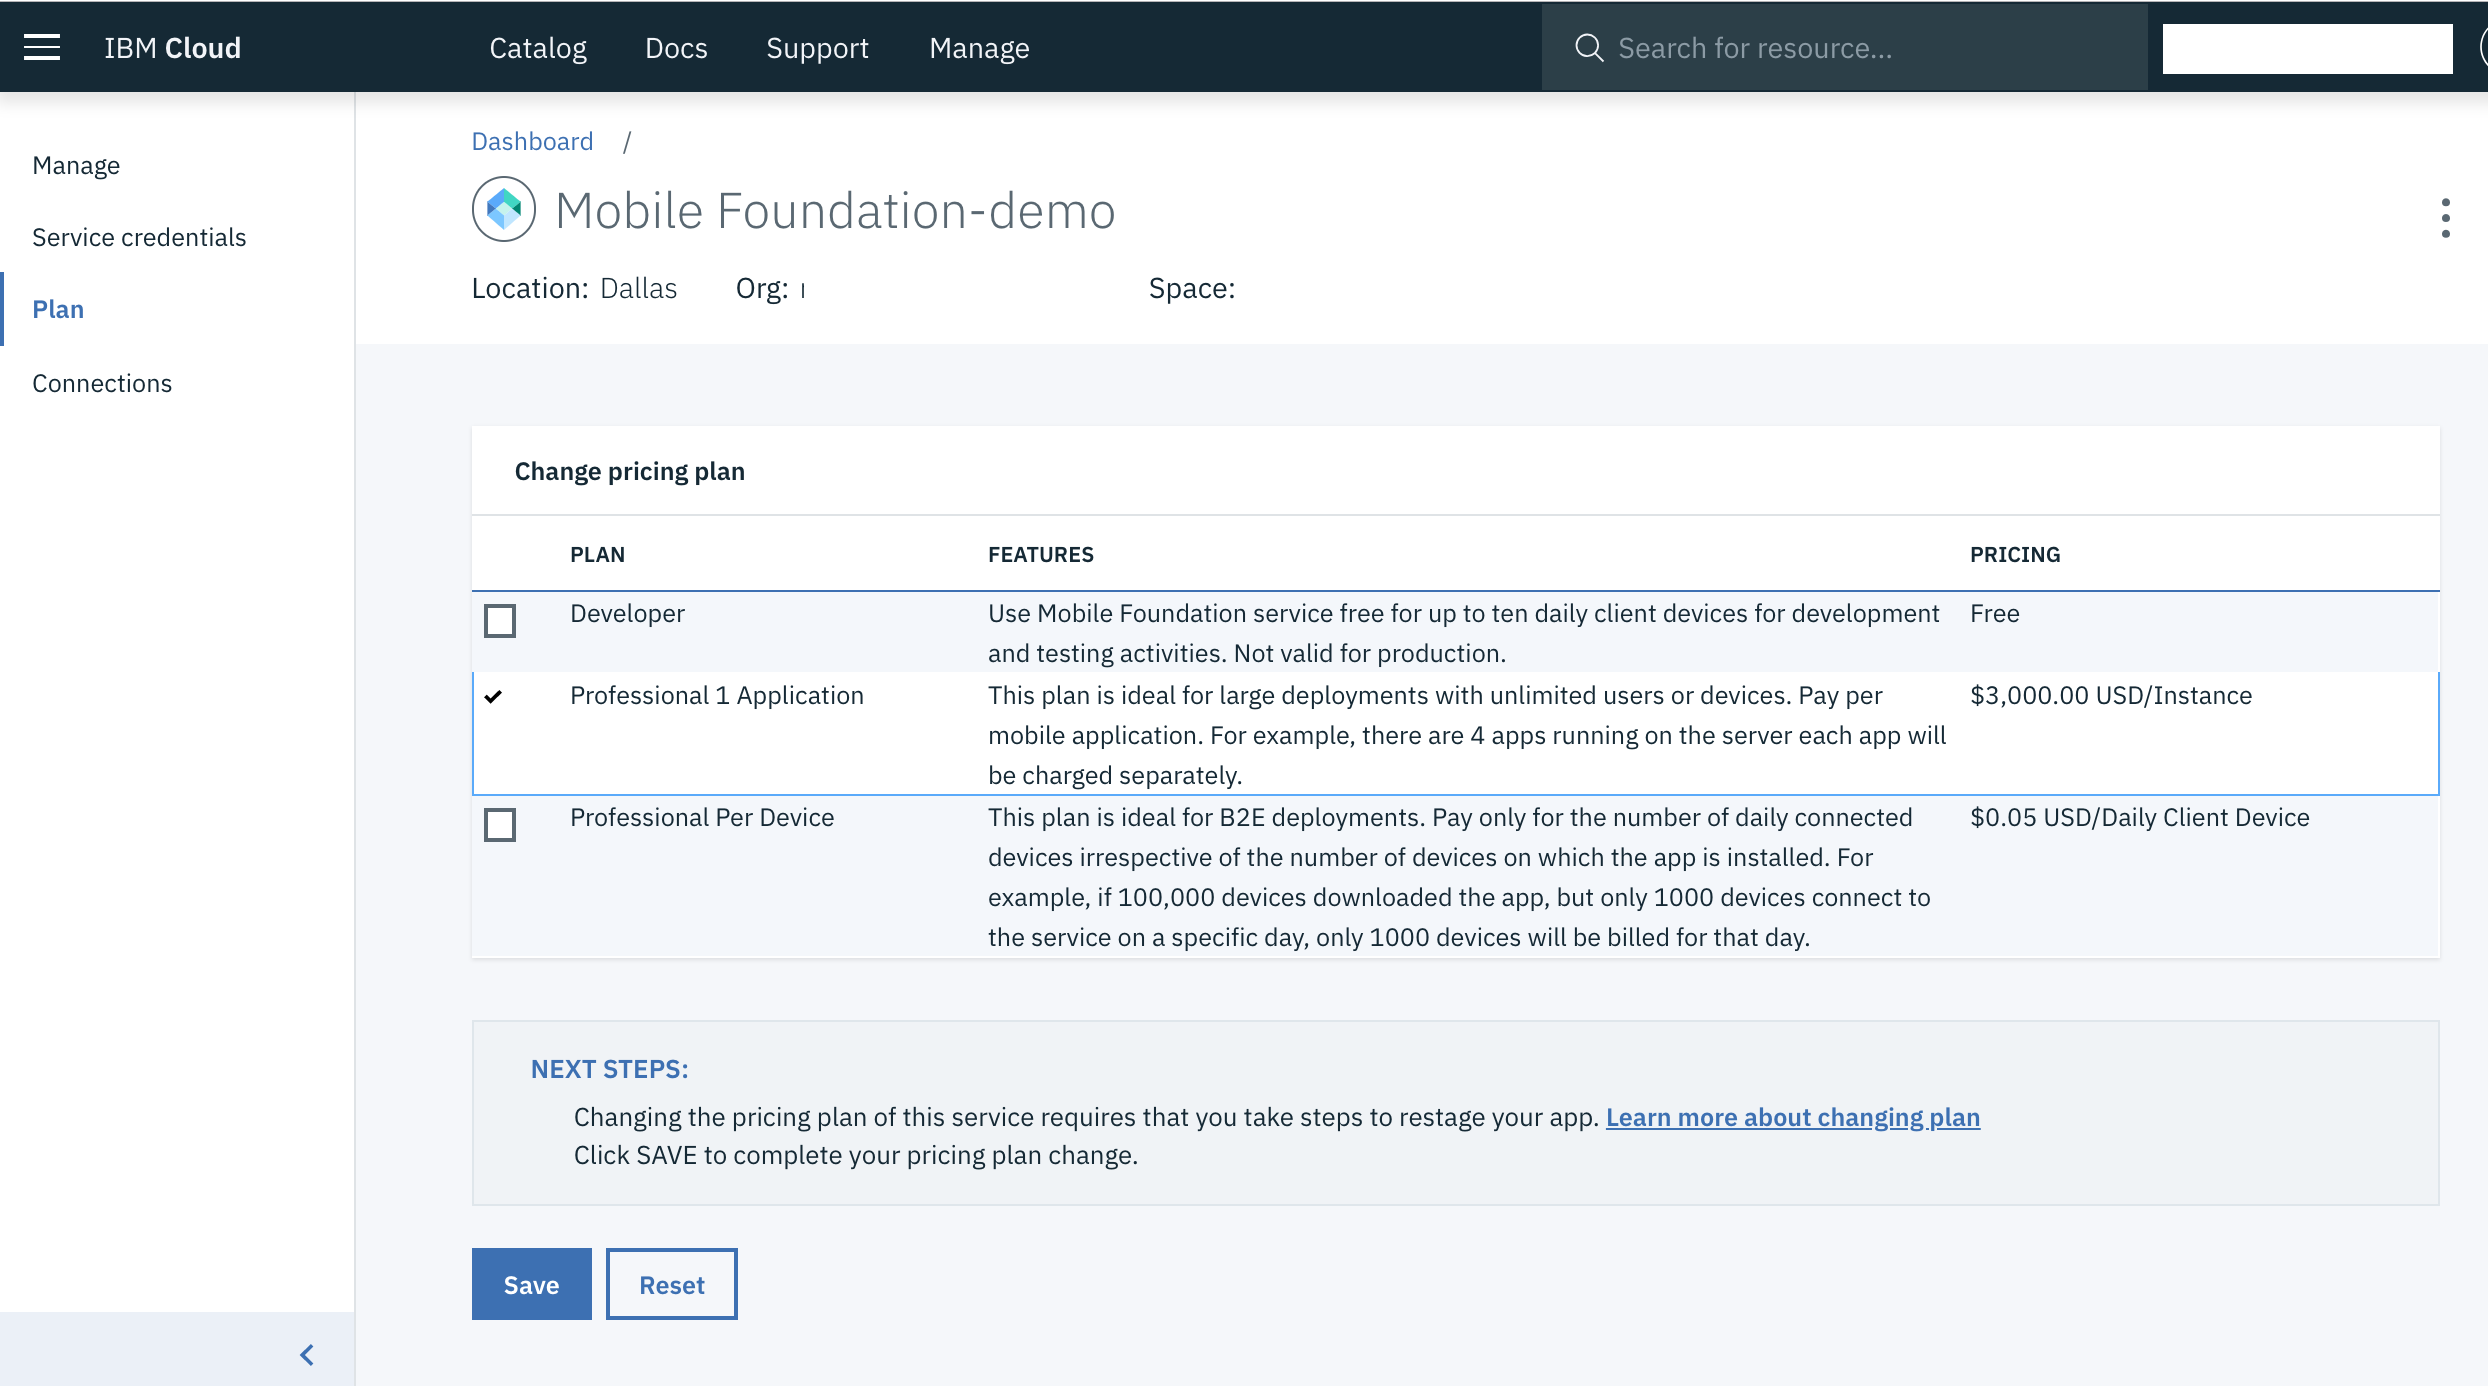 IBM Cloud
Catalog
Docs
Support
Manage
Search for resource...
Manage
Service credentials
Plan
Connections
Dashboard /
Mobile Foundation-demo
Location: Dallas
Org:
Space:
Change pricing plan
PLAN
FEATURES
PRICING
Developer
Use Mobile Foundation service free for up to ten daily client devices for development
and testing activities. Not valid for production.
Free
Professional 1 Application
This plan is ideal for large deployments with unlimited users or devices. Pay per
mobile application. For example, there are 4 apps running on the server each app will
be charged separately.
$3,000.00 USD/Instance
Professional Per Device
This plan is ideal for B2E deployments. Pay only for the number of daily connected
devices irrespective of the number of devices on which the app is installed. For
example, if 100,000 devices downloaded the app, but only 1000 devices connect to
the service on a specific day, only 1000 devices will be billed for that day.
$0.05 USD/Daily Client Device
NEXT STEPS:
Changing the pricing plan of this service requires that you take steps to restage your app. Learn more about changing plan
Click SAVE to complete your pricing plan change.
Save
Reset